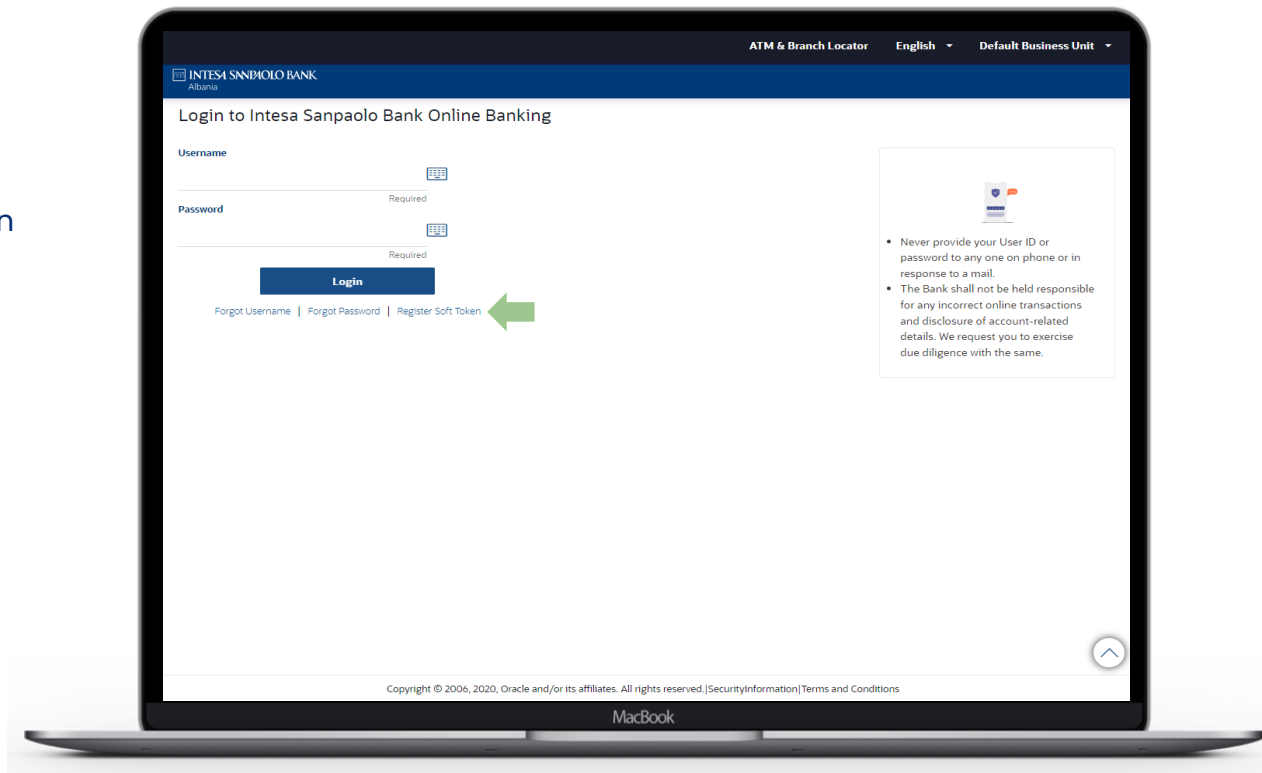 ATM & Branch Locator English Default Business Unit
INTESA SANPAOLO BANK
Albania
Login to Intesa Sanpaolo Bank Online Banking
Username
Required
Password
Required
Login
Forgot Username | Forgot Password | Register Soft Token
n
• Never provide your User ID or
password to any one on phone or in
response to a mail.
• The Bank shall not be held responsible
for any incorrect online transactions
and disclosure of account-related
details. We request you to exercise
due diligence with the same.
Copyright © 2006, 2020, Oracle and/or its affiliates. All rights reserved.|SecurityInformation|Terms and Conditions
MacBook